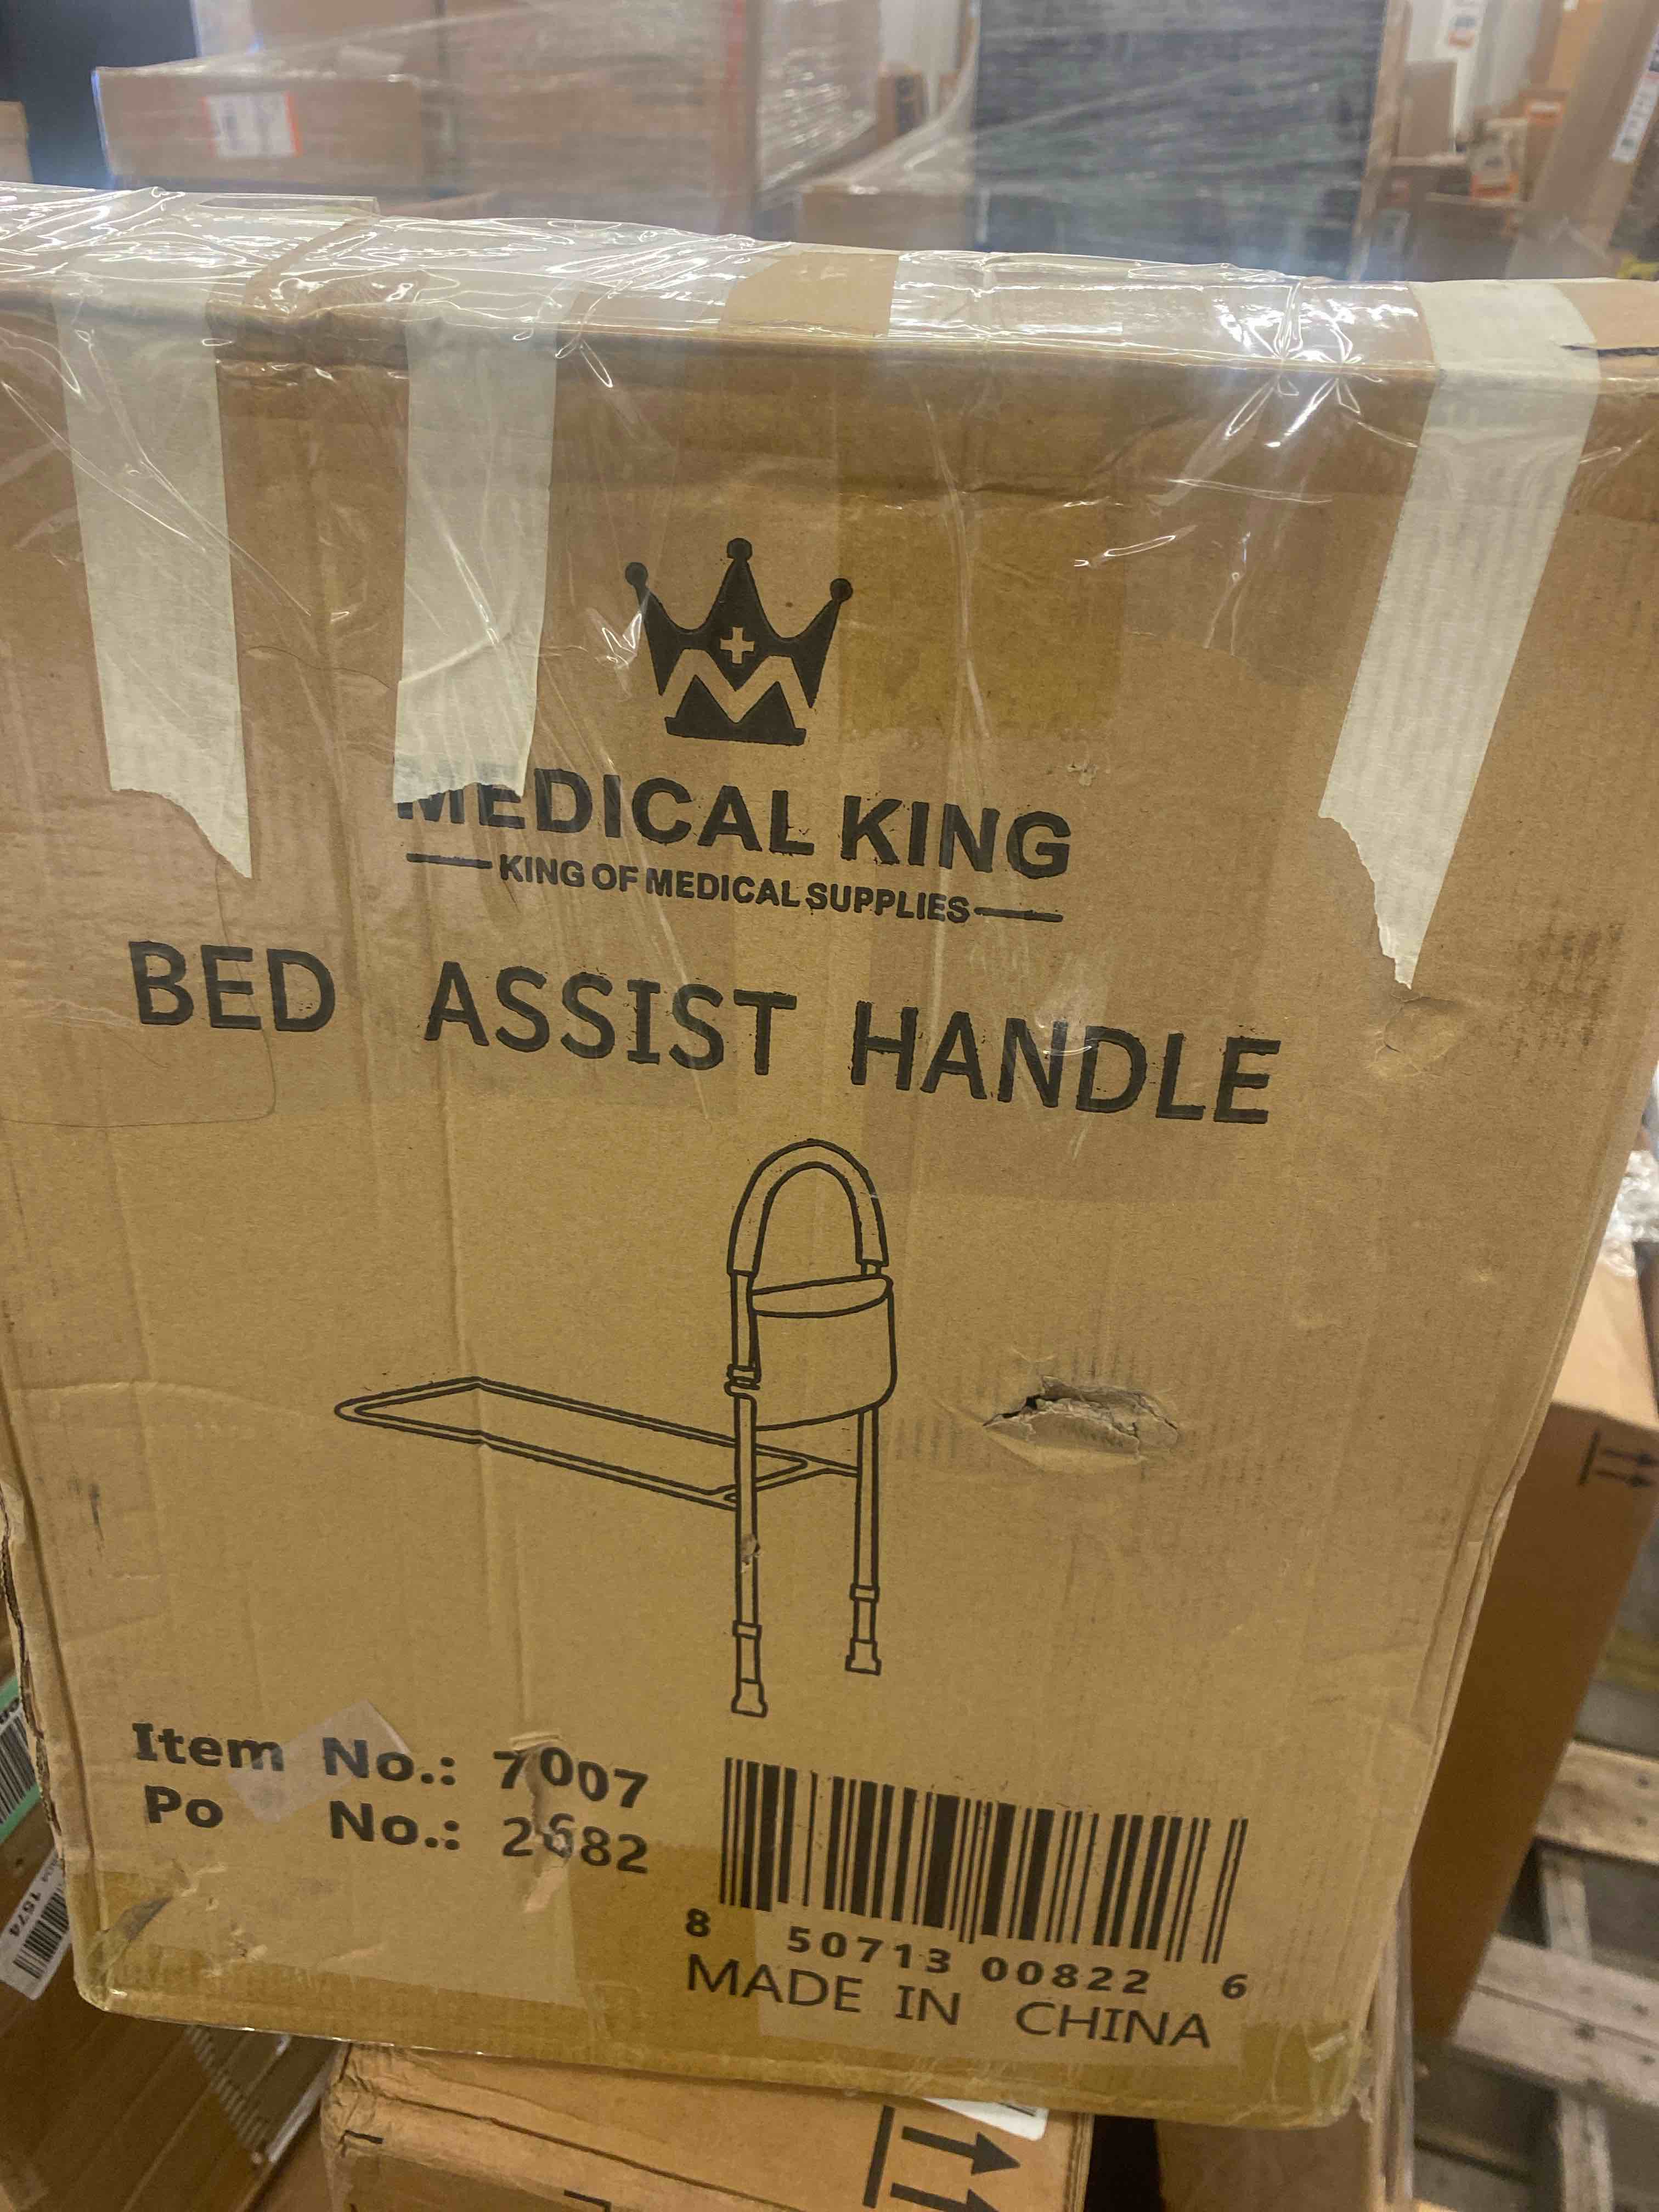 MEDICAL KING
KING OF MEDICAL SUPPLIES
BED ASSIST HANDLE
Item No.: 7007
Po No.: 2682
8 50713 00822 6
MADE IN CHINA
1574